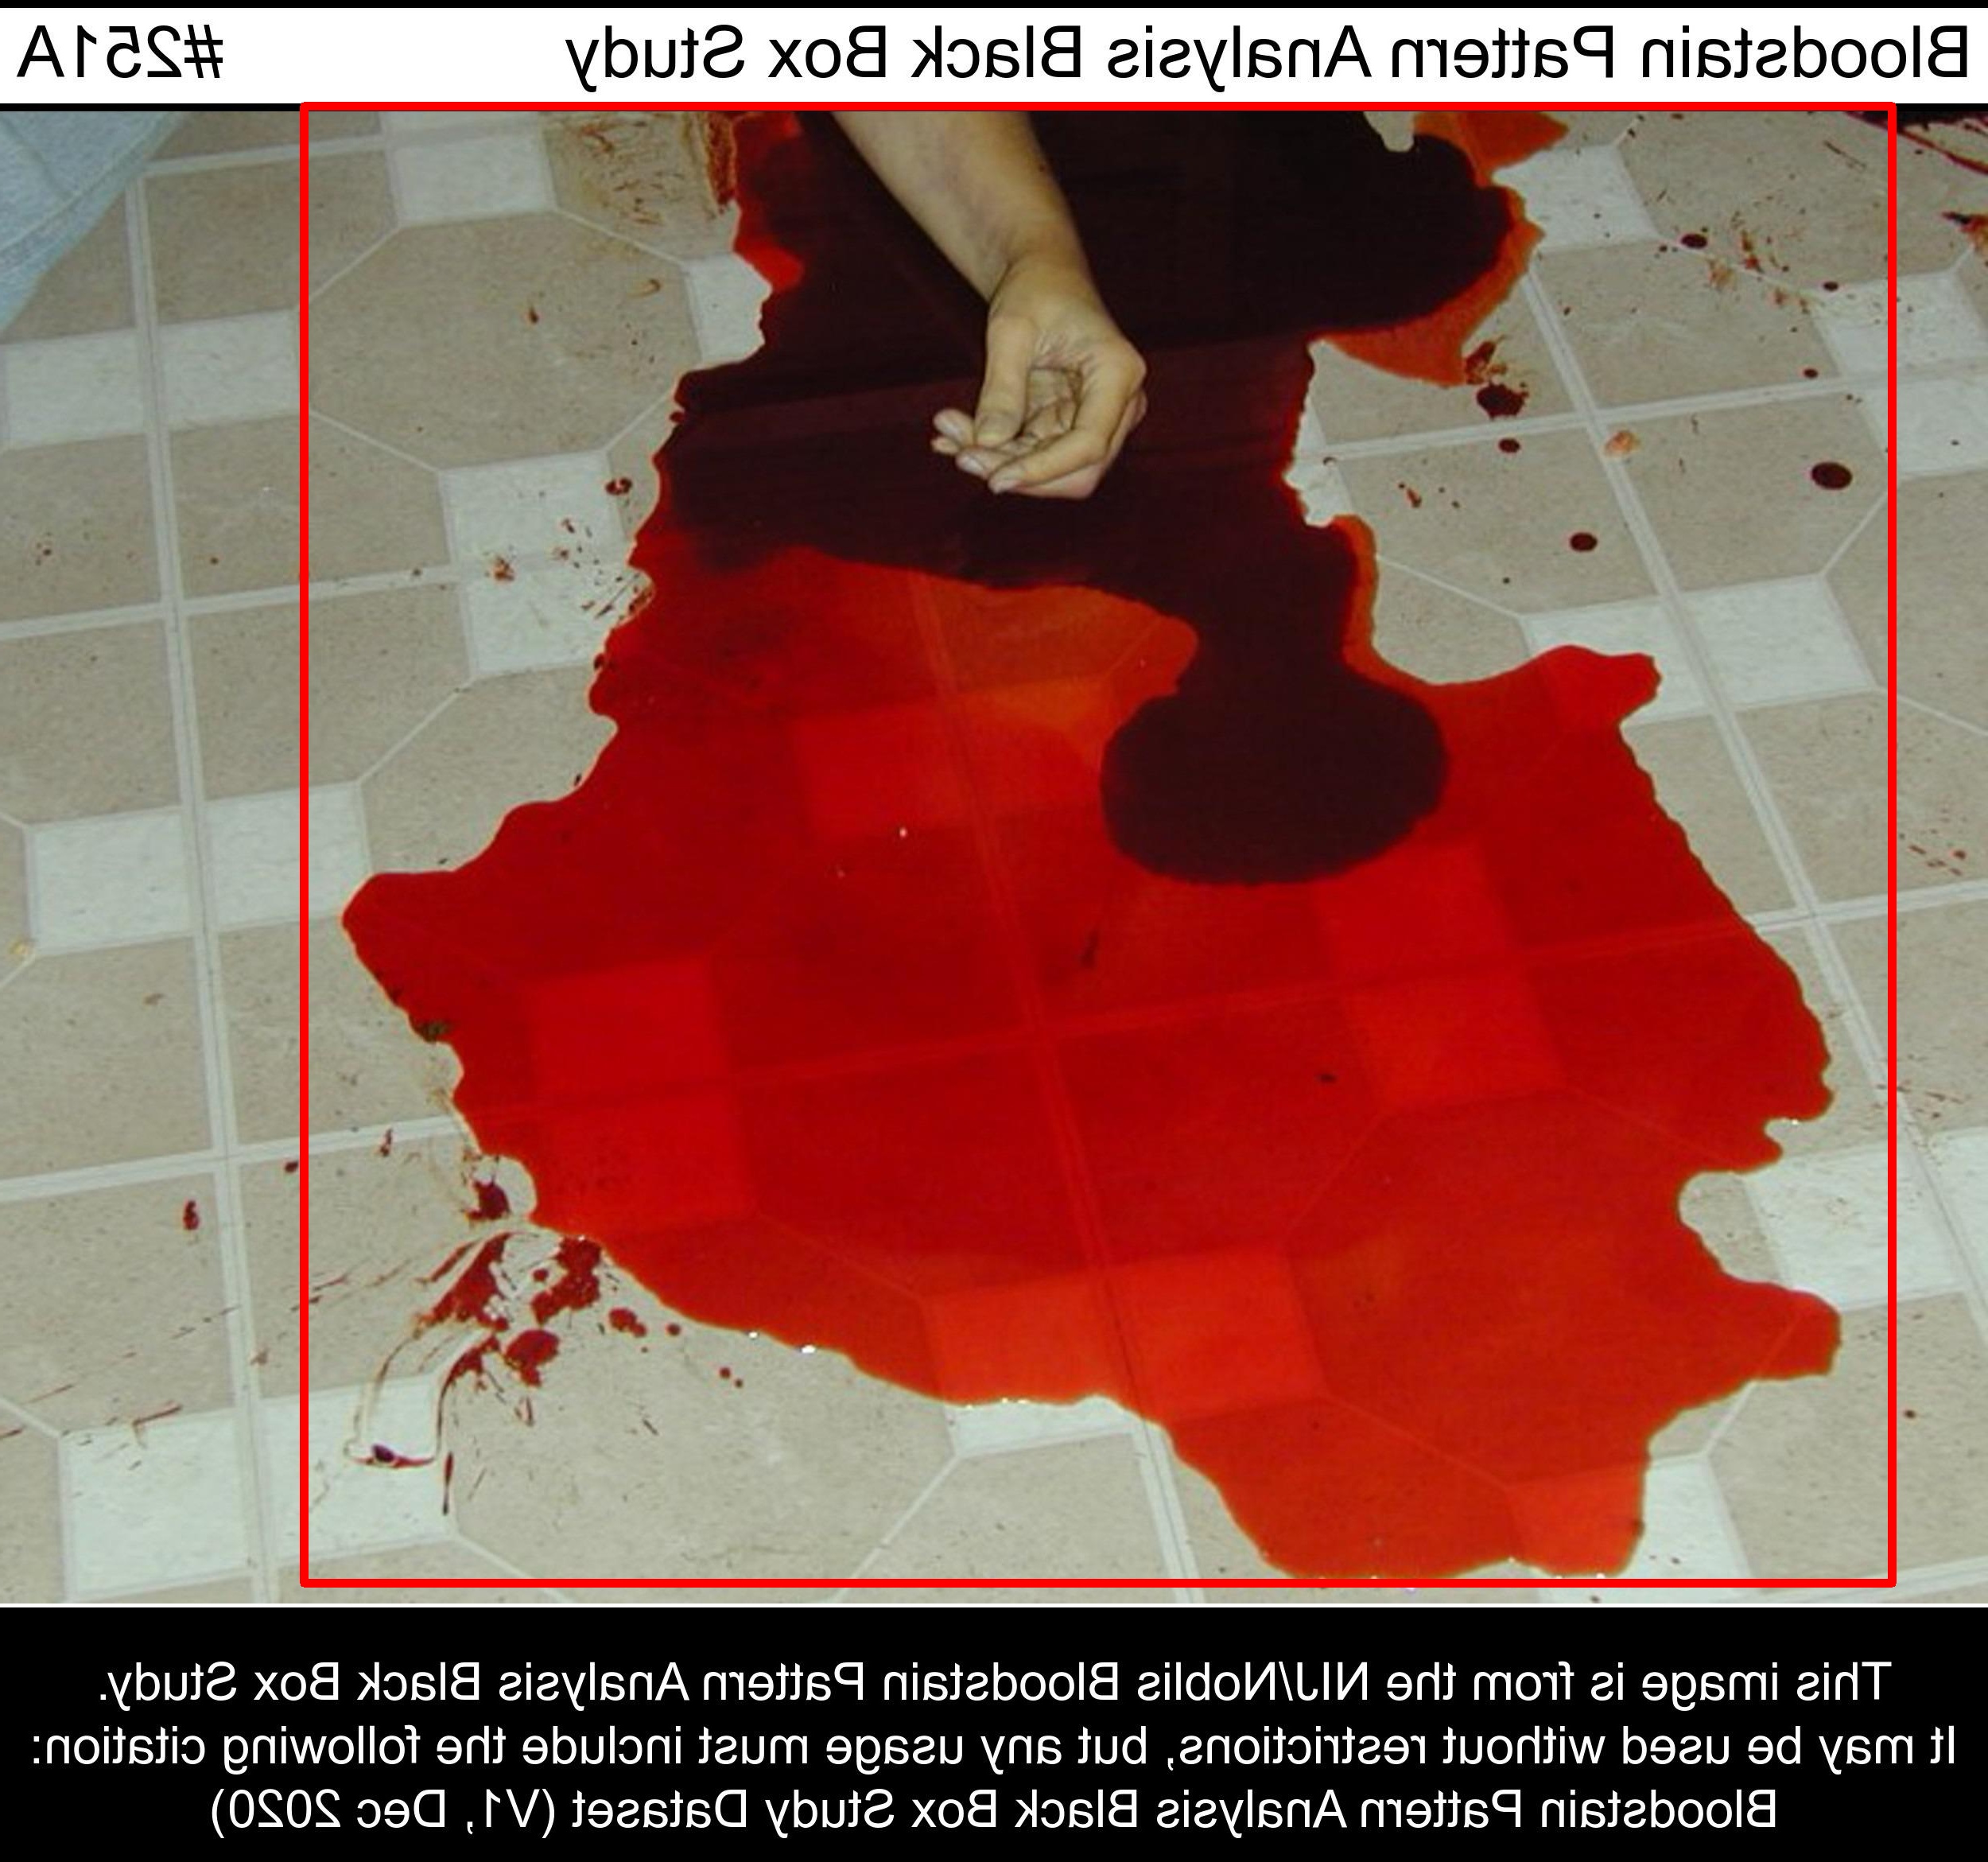 Bloodstain Pattern Analysis Black Box Study #251A
This image is from the NIJ/Noblis Bloodstain Pattern Analysis Black Box Study.
It may be used without restrictions, but any usage must include the following citation:
Bloodstain Pattern Analysis Black Box Study Dataset (V1, Dec 2020)